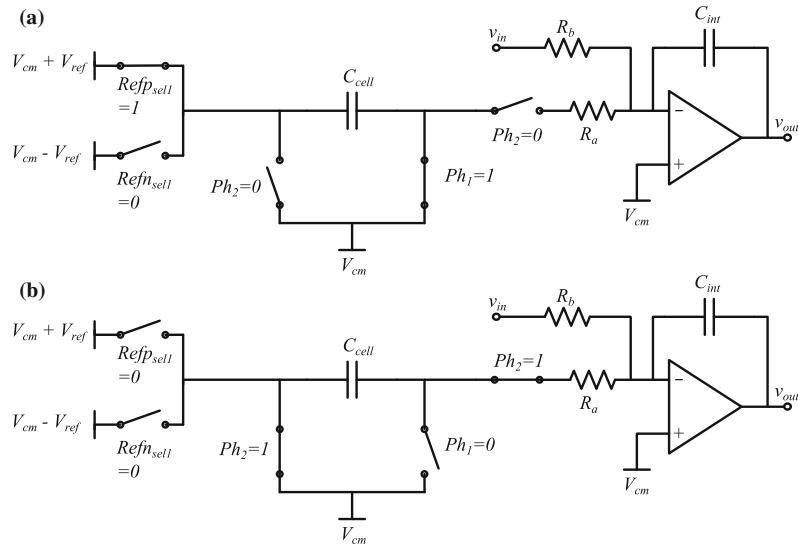 (a)
V_cm + V_ref
Refp_sel1
=1
V_cm - V_ref
Refn_sel1
=0
C_cell
Ph_2=0
Ph_1=1
V_cm
v_in
R_b
Ph_2=0
R_a
C_int
−
+
V_cm
v_out
(b)
V_cm + V_ref
Refp_sel1
=0
V_cm - V_ref
Refn_sel1
=0
C_cell
Ph_2=1
Ph_1=0
V_cm
v_in
R_b
Ph_2=1
R_a
C_int
−
+
V_cm
v_out